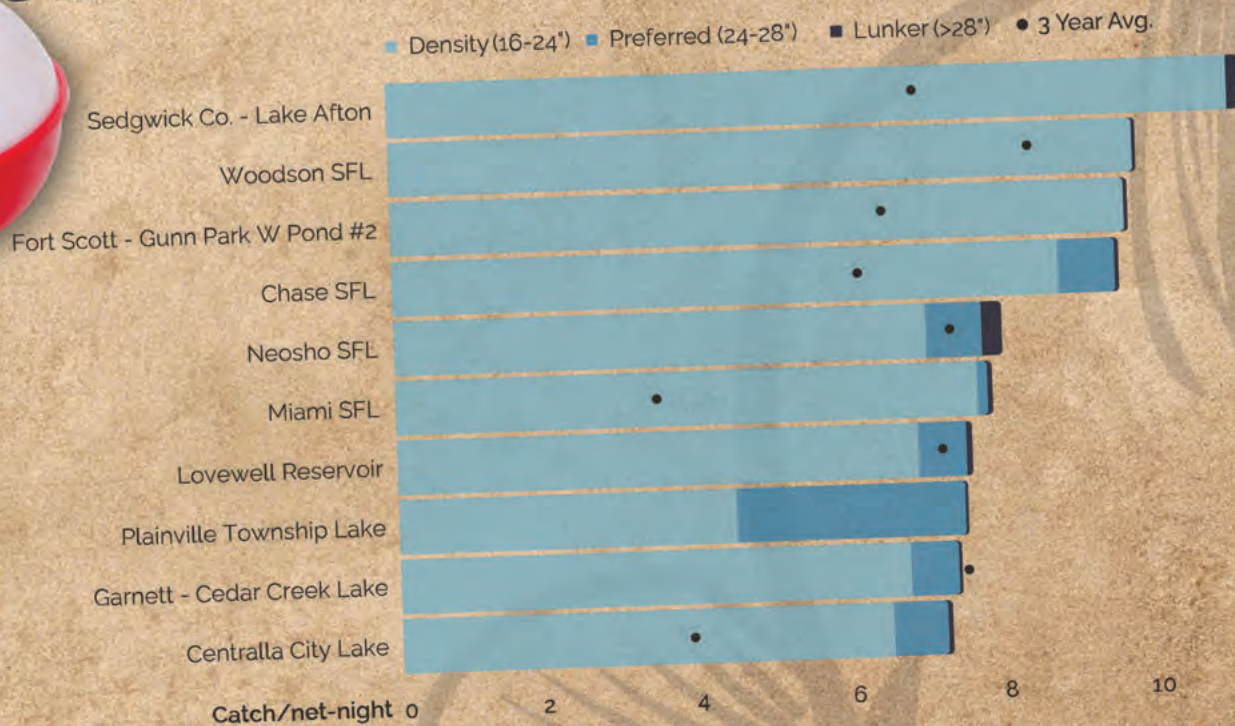 Density (16-24") Preferred (24-28") Lunker (>28") 3 Year Avg.
Sedgwick Co. - Lake Afton
Woodson SFL
Fort Scott - Gunn Park W Pond #2
Chase SFL
Neosho SFL
Miami SFL
Lovewell Reservoir
Plainville Township Lake
Garnett - Cedar Creek Lake
Centralla City Lake
Catch/net-night 0 2 4 6 8 10